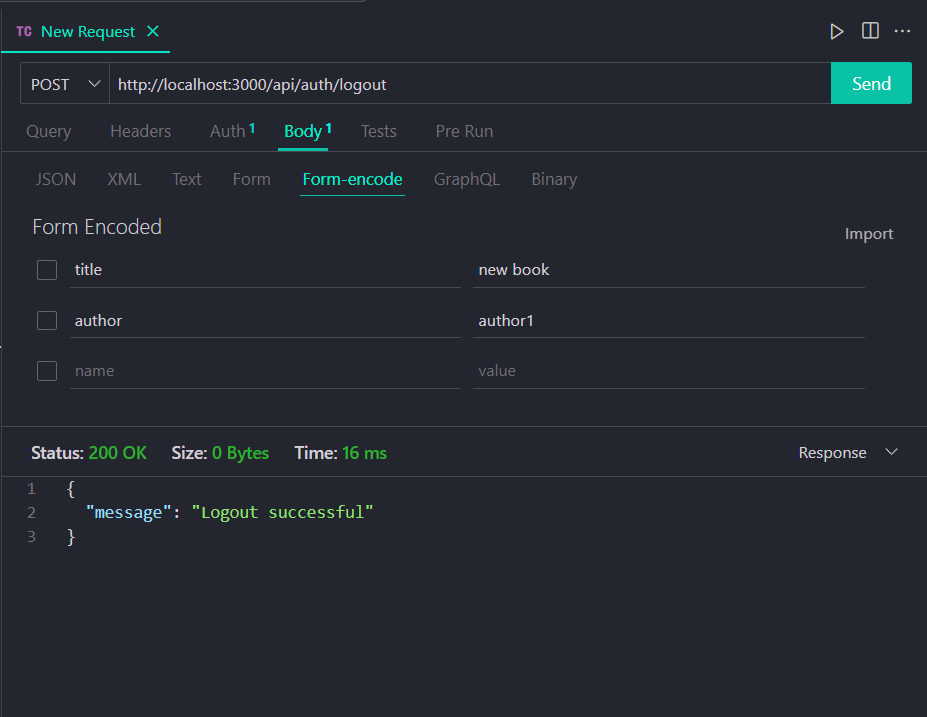 TC New Request
POST http://localhost:3000/api/auth/logout Send
Query Headers Auth 1 Body 1 Tests Pre Run
JSON XML Text Form Form-encode GraphQL Binary
Form Encoded
Import
title new book
author author1
name value
Status: 200 OK Size: 0 Bytes Time: 16 ms Response
1 {
2 "message": "Logout successful"
3 }